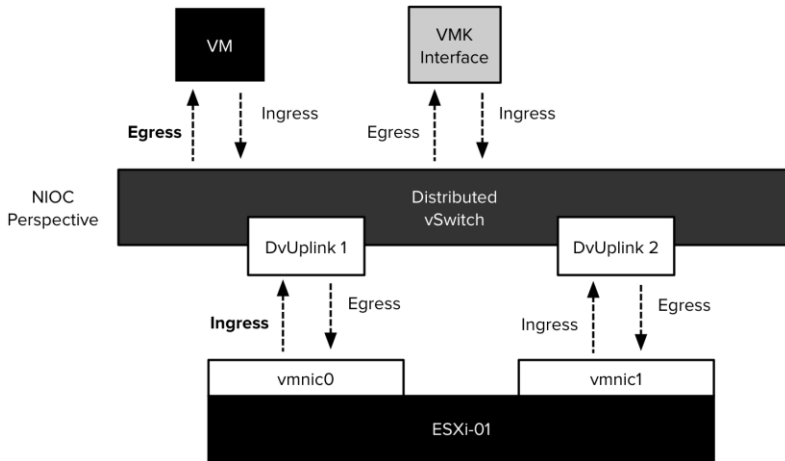 VM
VMK
Interface
Egress
Ingress
Egress
Ingress
NIOC
Perspective
Distributed
vSwitch
DvUplink 1
DvUplink 2
Ingress
Egress
Ingress
Egress
vmnic0
vmnic1
ESXi-01